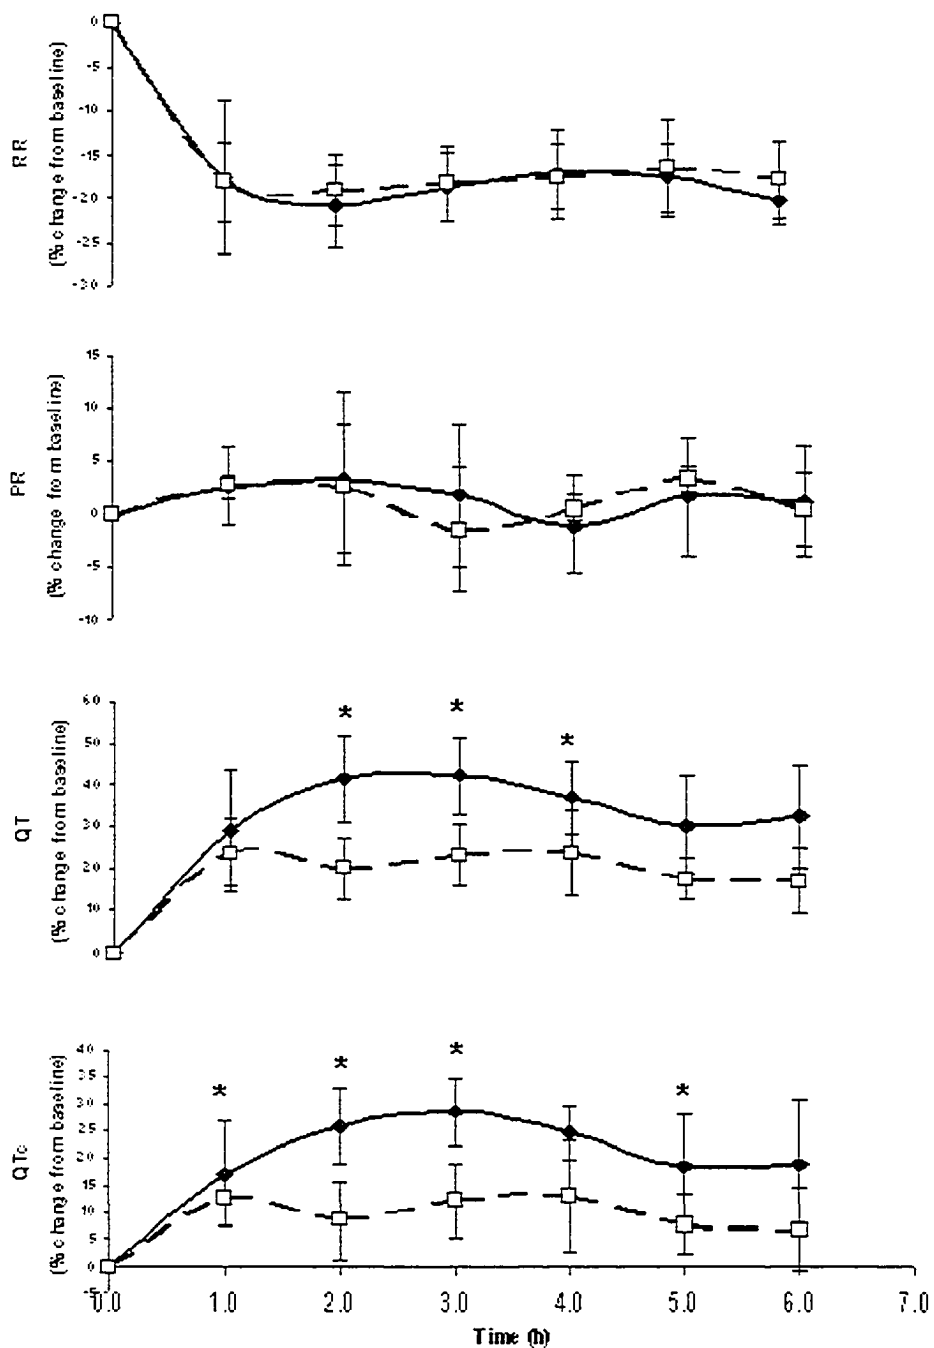 RR
(% change from baseline)
0
-5
-10
-15
-20
-25
-30
PR
(% change from baseline)
15
10
5
0
-5
-10
QT
(% change from baseline)
60
50
40
30
20
10
0
* * *
QTc
(% change from baseline)
40
35
30
25
20
15
10
5
0
-5
* * * *
0.0 1.0 2.0 3.0 4.0 5.0 6.0 7.0
Time (h)